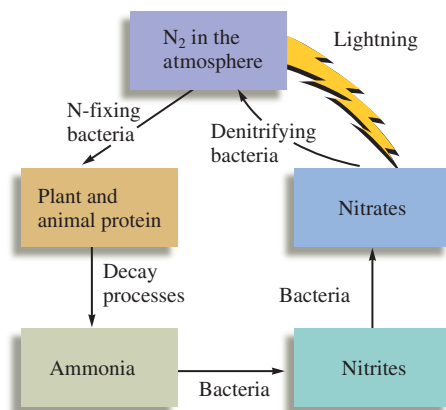 N₂ in the
atmosphere
Lightning
N-fixing
bacteria
Denitrifying
bacteria
Plant and
animal protein
Nitrates
Decay
processes
Bacteria
Ammonia
Bacteria
Nitrites